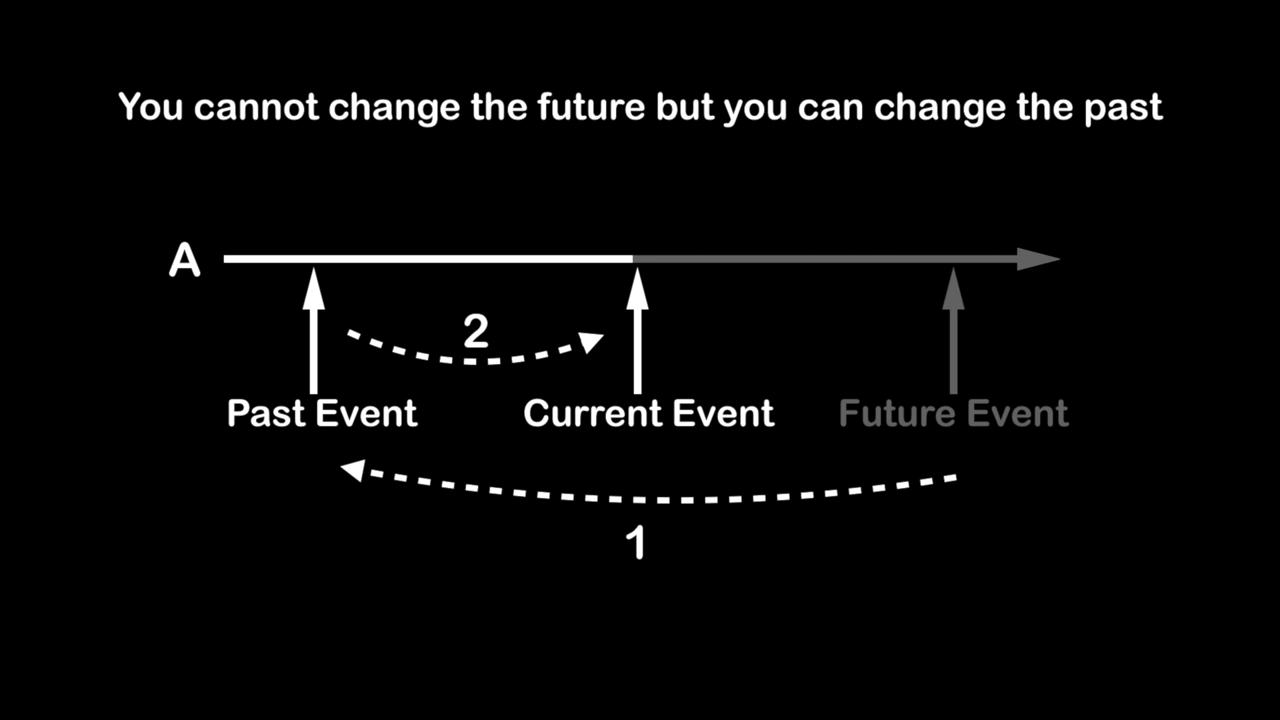 You cannot change the future but you can change the past
A
2
Past Event
Current Event
Future Event
1